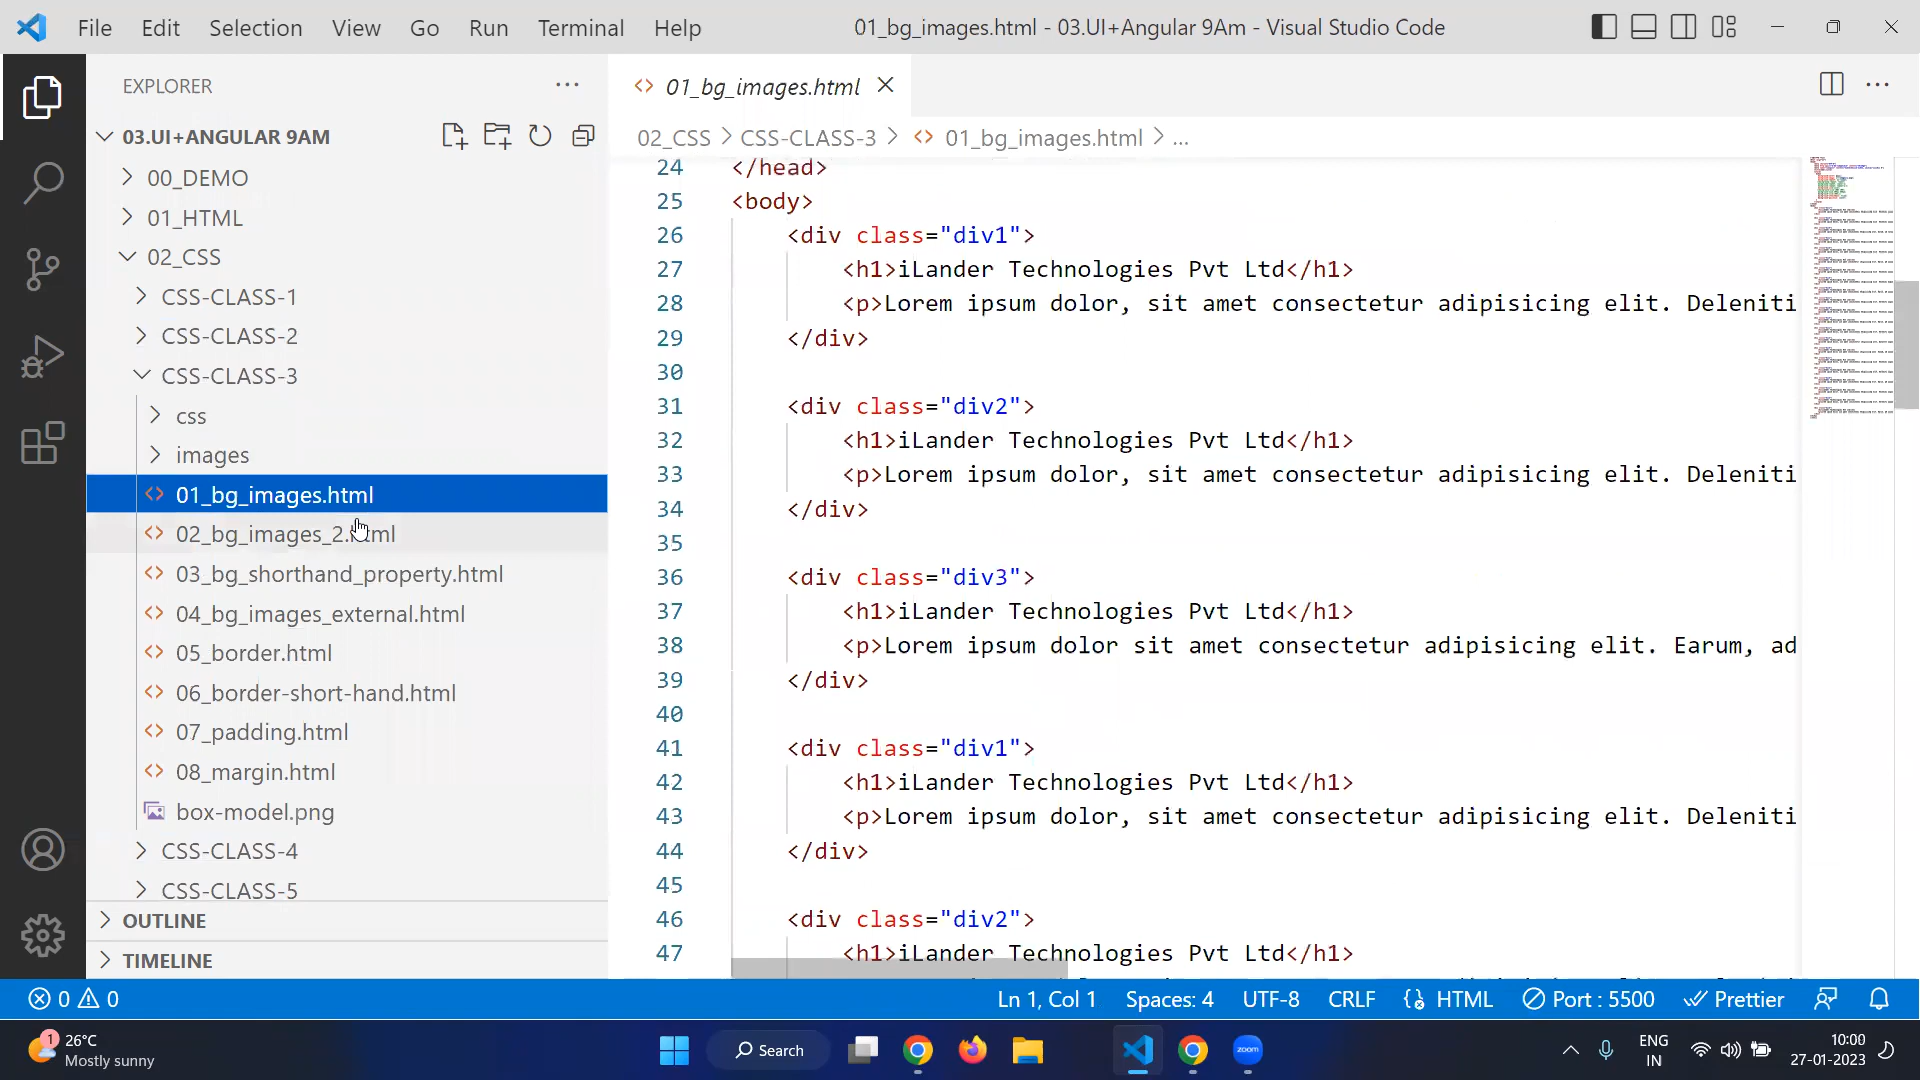 File Edit Selection View Go Run Terminal Help
01_bg_images.html - 03.UI+Angular 9Am - Visual Studio Code
EXPLORER
03.UI+ANGULAR 9AM
00_DEMO
01_HTML
02_CSS
CSS-CLASS-1
CSS-CLASS-2
CSS-CLASS-3
css
images
01_bg_images.html
02_bg_images_2.html
03_bg_shorthand_property.html
04_bg_images_external.html
05_border.html
06_border-short-hand.html
07_padding.html
08_margin.html
box-model.png
CSS-CLASS-4
CSS-CLASS-5
OUTLINE
TIMELINE
01_bg_images.html
02_CSS > CSS-CLASS-3 > 01_bg_images.html > ...
24 </head>
25 <body>
26 <div class="div1">
27 <h1>iLander Technologies Pvt Ltd</h1>
28 <p>Lorem ipsum dolor, sit amet consectetur adipisicing elit. Deleniti
29 </div>
30
31 <div class="div2">
32 <h1>iLander Technologies Pvt Ltd</h1>
33 <p>Lorem ipsum dolor, sit amet consectetur adipisicing elit. Deleniti
34 </div>
35
36 <div class="div3">
37 <h1>iLander Technologies Pvt Ltd</h1>
38 <p>Lorem ipsum dolor sit amet consectetur adipisicing elit. Earum, ad
39 </div>
40
41 <div class="div1">
42 <h1>iLander Technologies Pvt Ltd</h1>
43 <p>Lorem ipsum dolor, sit amet consectetur adipisicing elit. Deleniti
44 </div>
45
46 <div class="div2">
47 <h1>iLander Technologies Pvt Ltd</h1>
0 0
Ln 1, Col 1 Spaces: 4 UTF-8 CRLF HTML Port : 5500 Prettier
1
26°C
Mostly sunny
Search
zoom
ENG
IN
10:00
27-01-2023